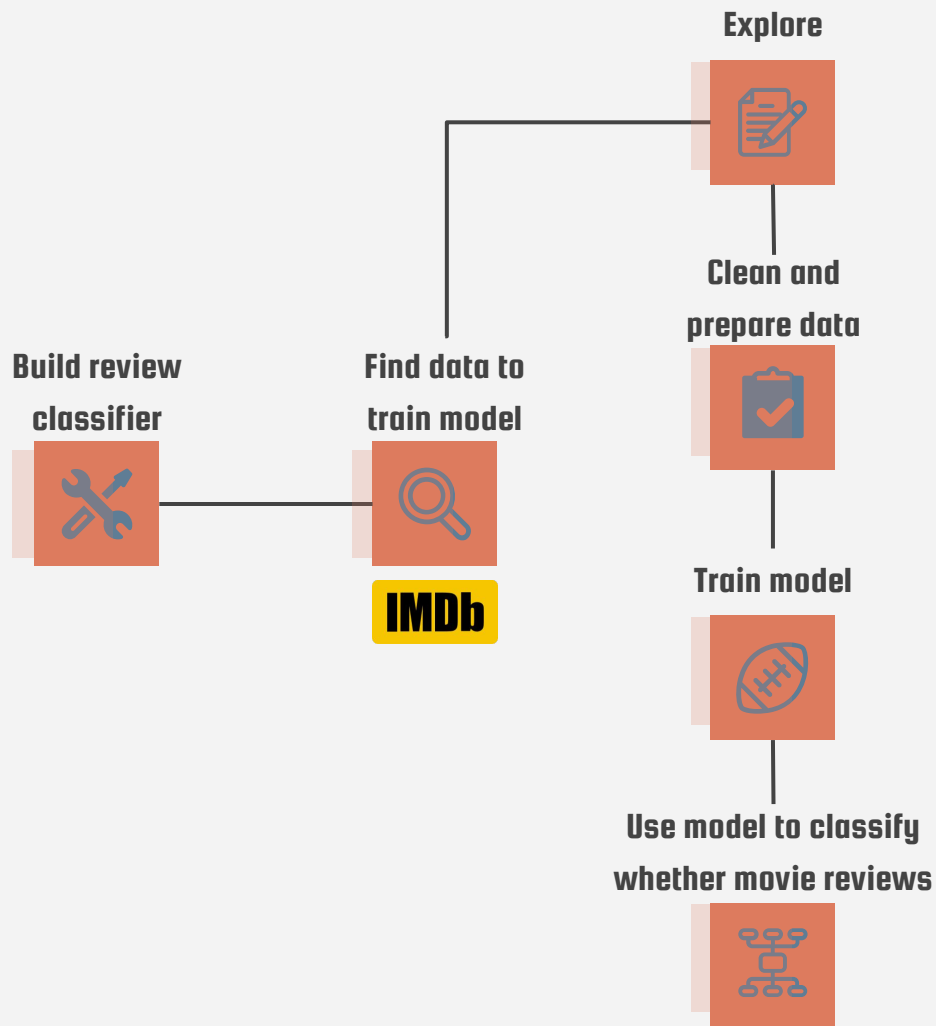 Build review
classifier
Find data to
train model
IMDb
Explore
Clean and
prepare data
Train model
Use model to classify
whether movie reviews